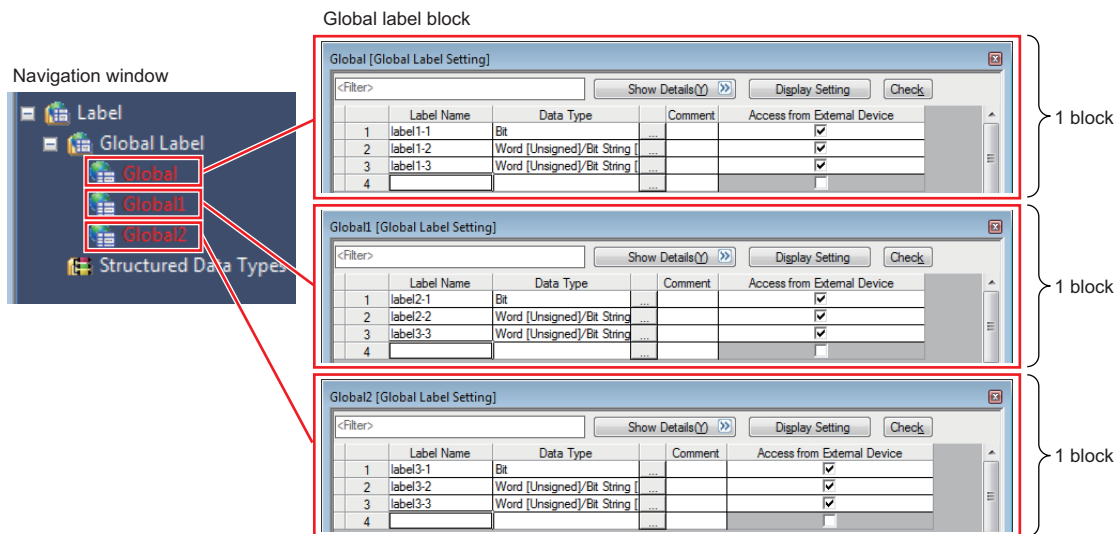 Global label block
Navigation window
Label
Global Label
Global
Global1
Global2
Structured Data Types
Global [Global Label Setting]
<Filter>
Show Details(Y)
Display Setting
Check
Label Name Data Type Comment Access from External Device
1 label1-1 Bit ...
2 label1-2 Word [Unsigned]/Bit String [ ...
3 label1-3 Word [Unsigned]/Bit String [ ...
4 ...
1 block
Global1 [Global Label Setting]
<Filter>
Show Details(Y)
Display Setting
Check
Label Name Data Type Comment Access from External Device
1 label2-1 Bit ...
2 label2-2 Word [Unsigned]/Bit String ...
3 label3-3 Word [Unsigned]/Bit String ...
4 ...
1 block
Global2 [Global Label Setting]
<Filter>
Show Details(Y)
Display Setting
Check
Label Name Data Type Comment Access from External Device
1 label3-1 Bit ...
2 label3-2 Word [Unsigned]/Bit String [ ...
3 label3-3 Word [Unsigned]/Bit String [ ...
4 ...
1 block